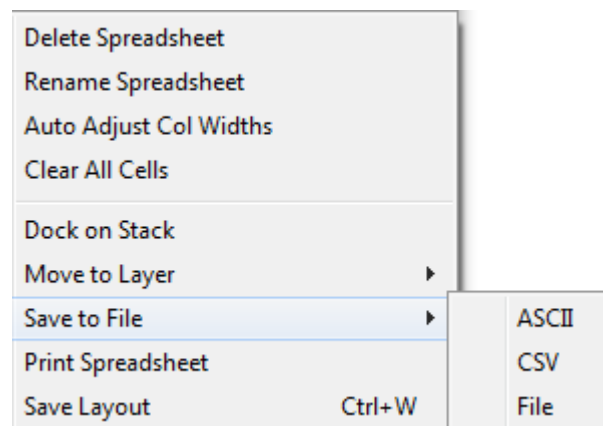 Delete Spreadsheet
Rename Spreadsheet
Auto Adjust Col Widths
Clear All Cells
Dock on Stack
Move to Layer
Save to File
ASCII
Print Spreadsheet
CSV
Save Layout Ctrl+W
File